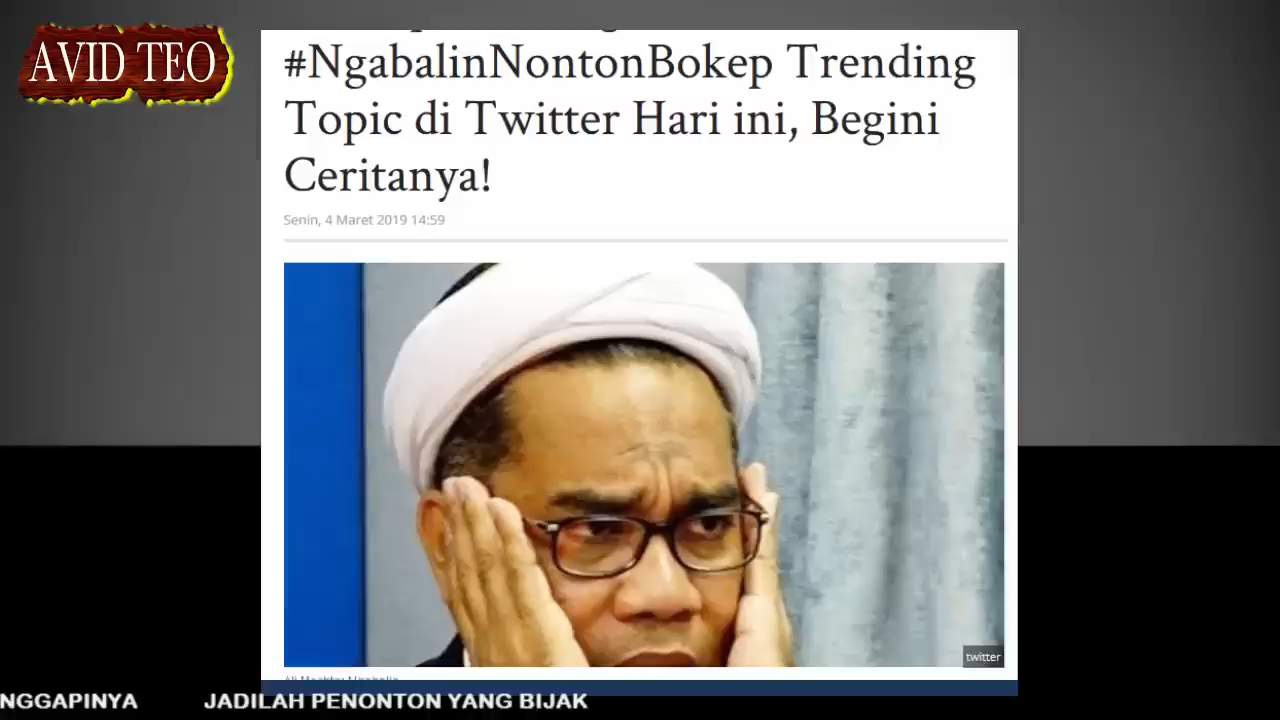 AVID TEO
#NgabalinNontonBokep Trending
Topic di Twitter Hari ini, Begini
Ceritanya!
Senin, 4 Maret 2019 14:59
twitter
NGGAPINYA JADILAH PENONTON YANG BIJAK